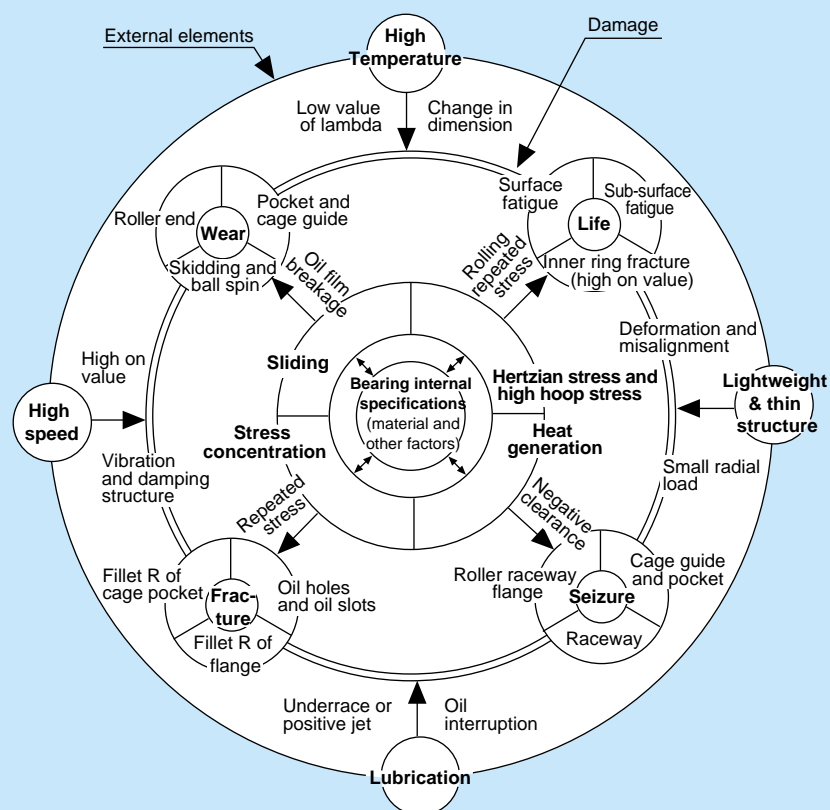 External elements
High
Temperature
Damage
Low value
of lambda
Change in
dimension
Roller end
Pocket and
cage guide
Wear
Skidding and
ball spin
Oil film
breakage
Surface
fatigue
Sub-surface
fatigue
Life
Inner ring fracture
(high on value)
Rolling
repeated
stress
Deformation and
misalignment
High on
value
High
speed
Vibration
and damping
structure
Sliding
Bearing internal
specifications
(material and
other factors)
Hertzian stress and
high hoop stress
Stress
concentration
Heat
generation
Lightweight
& thin
structure
Small radial
load
Repeated
stress
Negative
clearance
Fillet R of
cage pocket
Oil holes
and oil slots
Frac-
ture
Fillet R of
flange
Roller raceway
flange
Cage guide
and pocket
Seizure
Raceway
Underrace or
positive jet
Oil
interruption
Lubrication